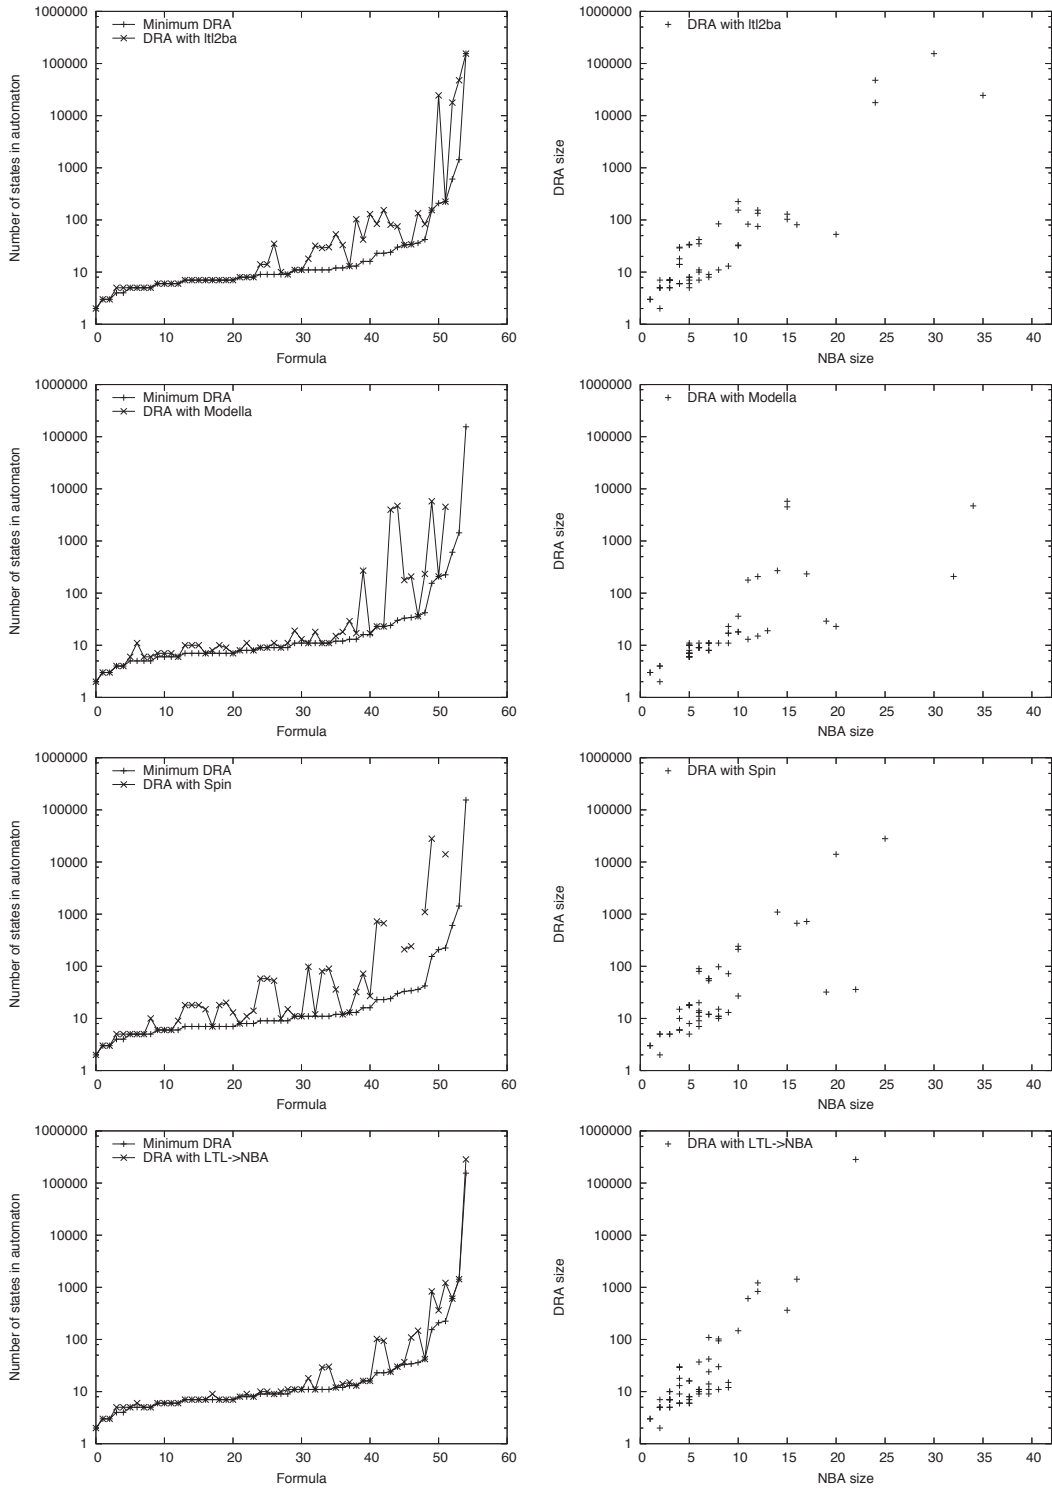 Number of states in automaton
1000000
100000
10000
1000
100
10
1
Minimum DRA
DRA with ltl2ba
0 10 20 30 40 50 60
Formula
DRA size
1000000
100000
10000
1000
100
10
1
DRA with ltl2ba
0 5 10 15 20 25 30 35 40
NBA size
Number of states in automaton
1000000
100000
10000
1000
100
10
1
Minimum DRA
DRA with Modella
0 10 20 30 40 50 60
Formula
DRA size
1000000
100000
10000
1000
100
10
1
DRA with Modella
0 5 10 15 20 25 30 35 40
NBA size
Number of states in automaton
1000000
100000
10000
1000
100
10
1
Minimum DRA
DRA with Spin
0 10 20 30 40 50 60
Formula
DRA size
1000000
100000
10000
1000
100
10
1
DRA with Spin
0 5 10 15 20 25 30 35 40
NBA size
Number of states in automaton
1000000
100000
10000
1000
100
10
1
Minimum DRA
DRA with LTL->NBA
0 10 20 30 40 50 60
Formula
DRA size
1000000
100000
10000
1000
100
10
1
DRA with LTL->NBA
0 5 10 15 20 25 30 35 40
NBA size